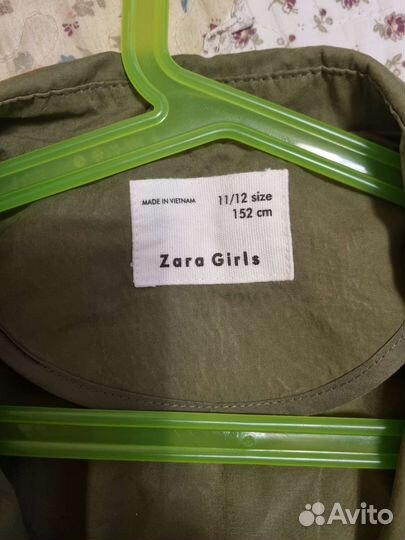 MADE IN VIETNAM 11/12 size
152 cm
Zara Girls
Avito